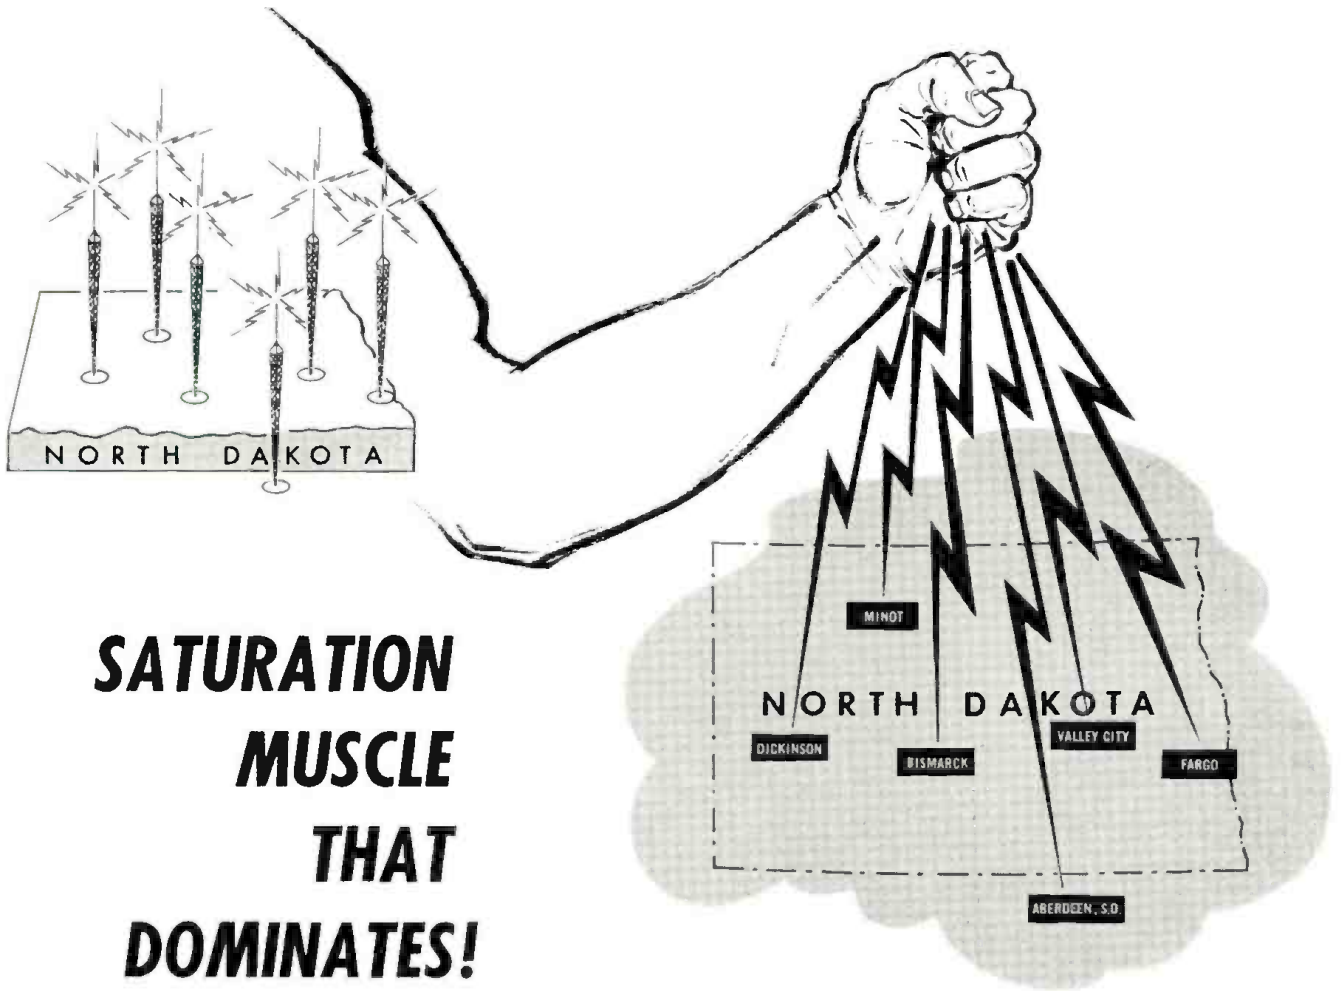 NORTH DAKOTA
SATURATION
MUSCLE
THAT
DOMINATES!
MINOT
NORTH DAKOTA
DICKINSON
BISMARCK
VALLEY CITY
FARGO
ABERDEEN, S.D.